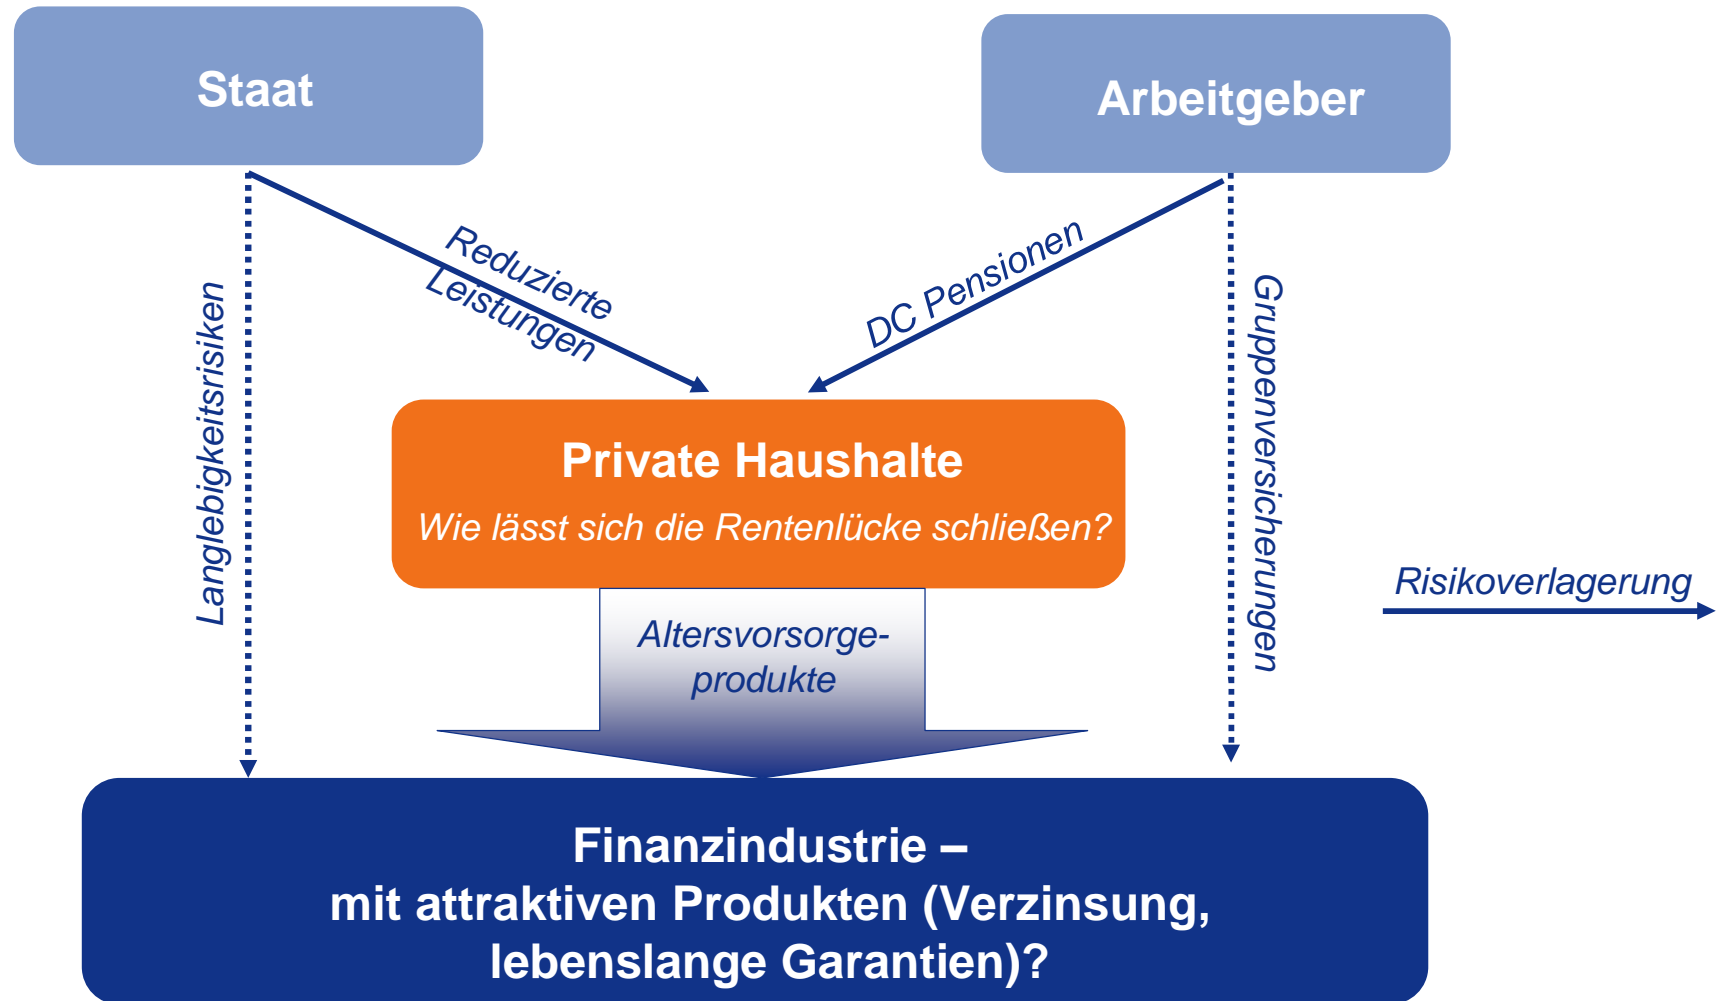 Staat
Arbeitgeber
Reduzierte
Leistungen
DC Pensionen
Langlebigkeitsrisiken
Gruppenversicherungen
Private Haushalte
Wie lässt sich die Rentenlücke schließen?
Risikoverlagerung
Altersvorsorge-
produkte
Finanzindustrie –
mit attraktiven Produkten (Verzinsung,
lebenslange Garantien)?